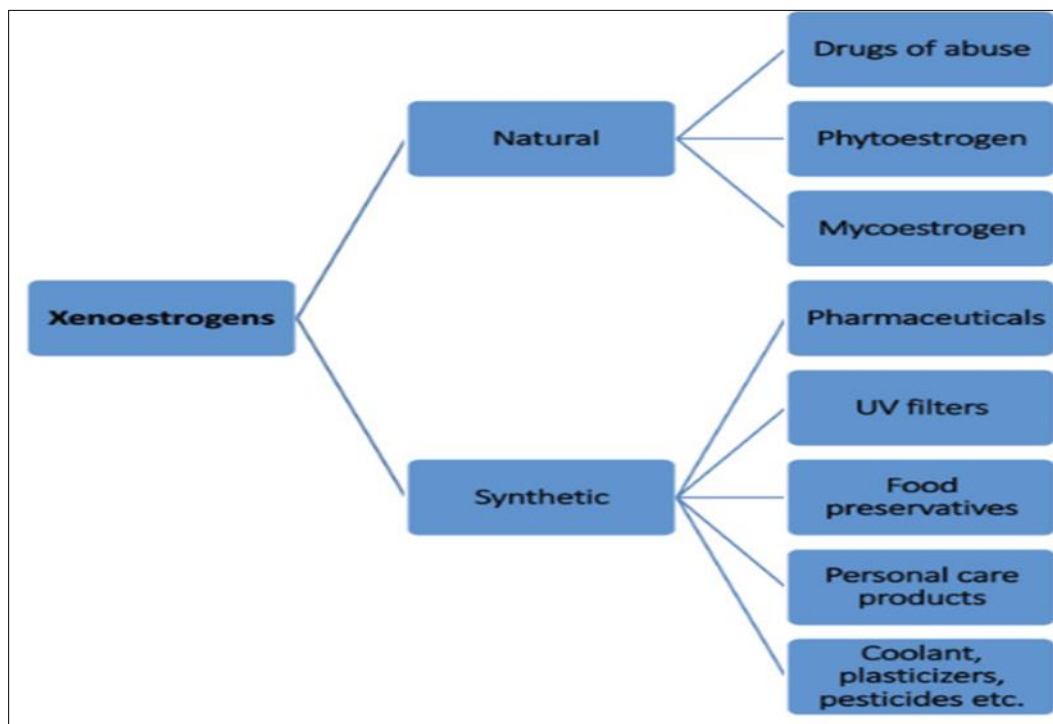 Xenoestrogens
Natural
Drugs of abuse
Phytoestrogen
Mycoestrogen
Synthetic
Pharmaceuticals
UV filters
Food
preservatives
Personal care
products
Coolant,
plasticizers,
pesticides etc.